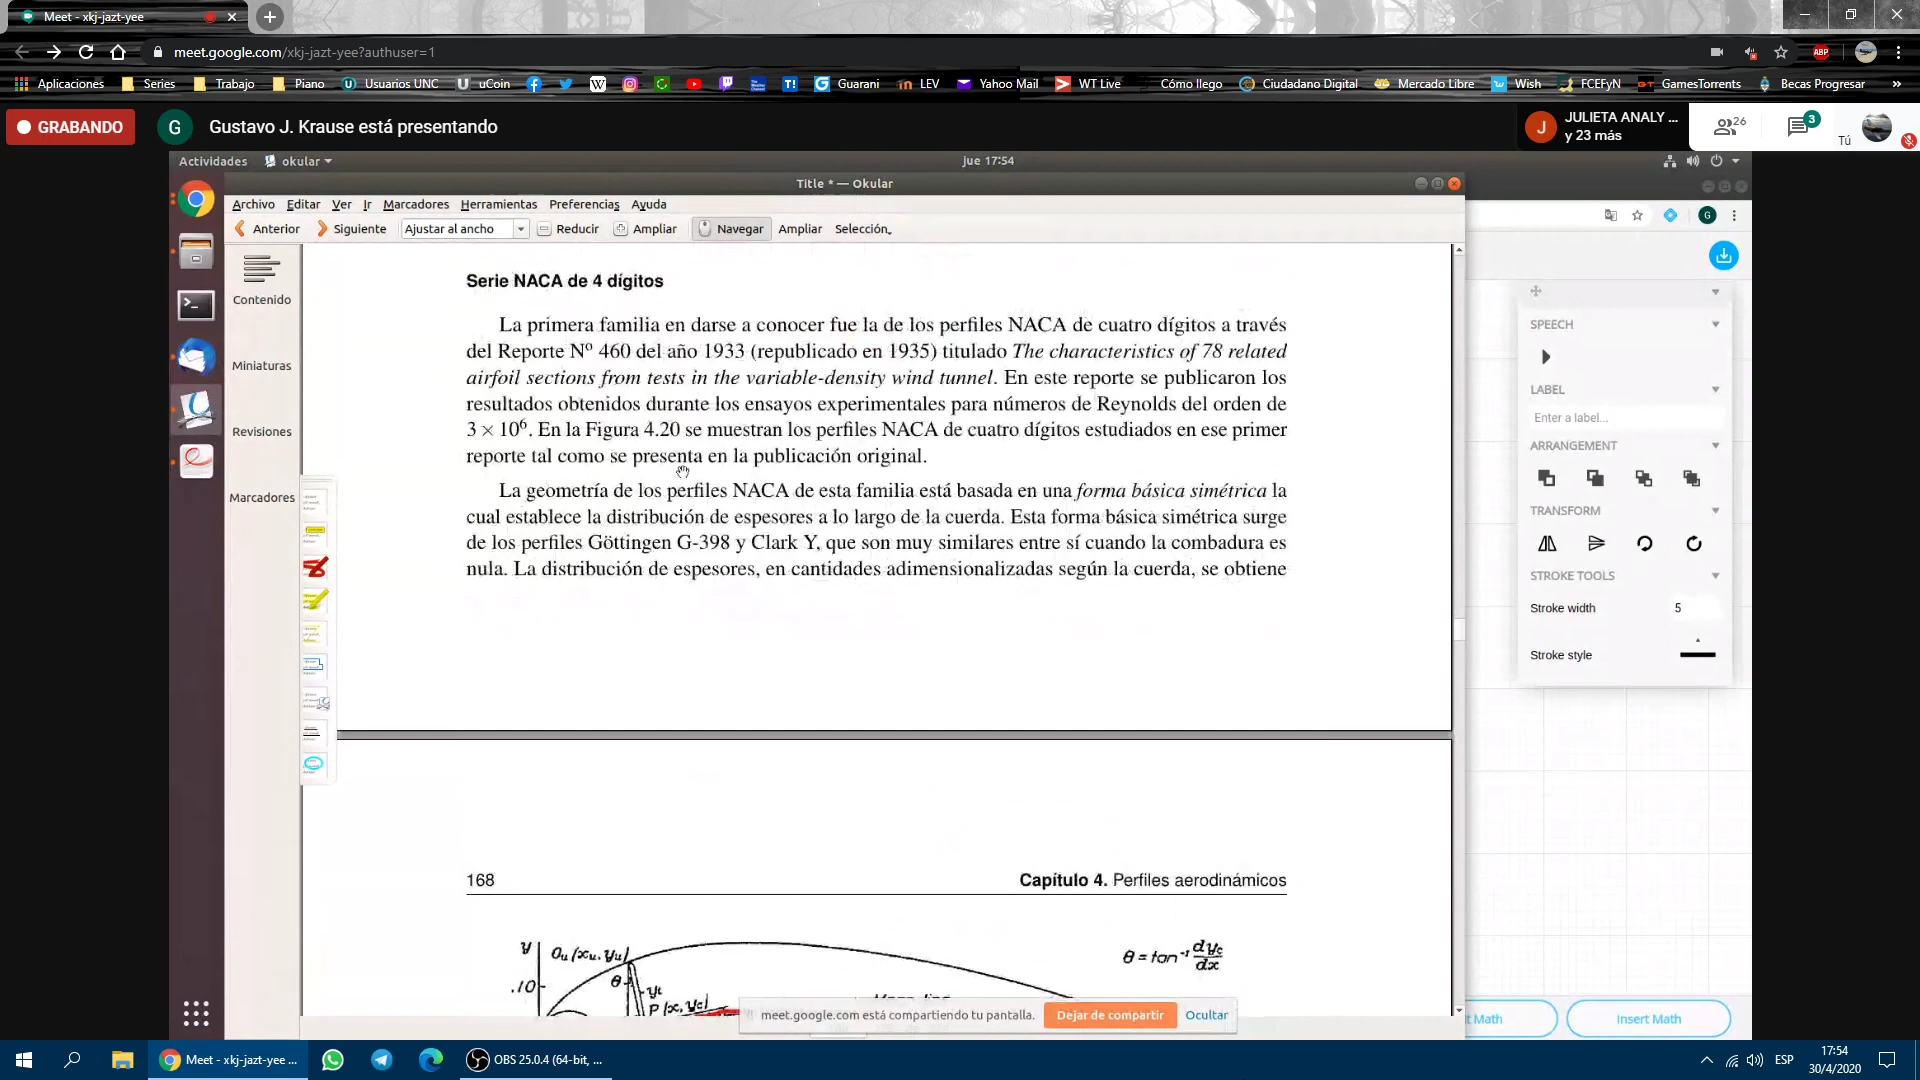 Meet - xkj-jazt-yee
meet.google.com/xkj-jazt-yee?authuser=1
ABP
Aplicaciones
Series
Trabajo
Piano
Usuarios UNC
uCoin
Guarani
LEV
Yahoo Mail
WT Live
Cómo llego
Ciudadano Digital
Mercado Libre
Wish
FCEFyN
GamesTorrents
Becas Progresar
»
GRABANDO
G
Gustavo J. Krause está presentando
J
JULIETA ANALY ...
y 23 más
26
3
Tú
Actividades
okular
jue 17:54
Title * — Okular
Archivo Editar Ver Ir Marcadores Herramientas Preferencias Ayuda
Anterior Siguiente Ajustar al ancho Reducir Ampliar Navegar Ampliar Selección
G
Contenido
Miniaturas
Revisiones
Marcadores
Serie NACA de 4 dígitos
La primera familia en darse a conocer fue la de los perfiles NACA de cuatro dígitos a través
del Reporte Nº 460 del año 1933 (republicado en 1935) titulado The characteristics of 78 related
airfoil sections from tests in the variable-density wind tunnel. En este reporte se publicaron los
resultados obtenidos durante los ensayos experimentales para números de Reynolds del orden de
3 × 10⁶. En la Figura 4.20 se muestran los perfiles NACA de cuatro dígitos estudiados en ese primer
reporte tal como se presenta en la publicación original.
La geometría de los perfiles NACA de esta familia está basada en una forma básica simétrica la
cual establece la distribución de espesores a lo largo de la cuerda. Esta forma básica simétrica surge
de los perfiles Göttingen G-398 y Clark Y, que son muy similares entre sí cuando la combadura es
nula. La distribución de espesores, en cantidades adimensionalizadas según la cuerda, se obtiene
168
Capítulo 4. Perfiles aerodinámicos
y
.10
θ
yt
P (x, yc)
θ = tan⁻¹ dyc/dx
SPEECH
LABEL
Enter a label...
ARRANGEMENT
TRANSFORM
STROKE TOOLS
Stroke width
5
Stroke style
meet.google.com está compartiendo tu pantalla.
Dejar de compartir
Ocultar
Math
Insert Math
Meet - xkj-jazt-yee ...
OBS 25.0.4 (64-bit, ...
ESP
17:54
30/4/2020